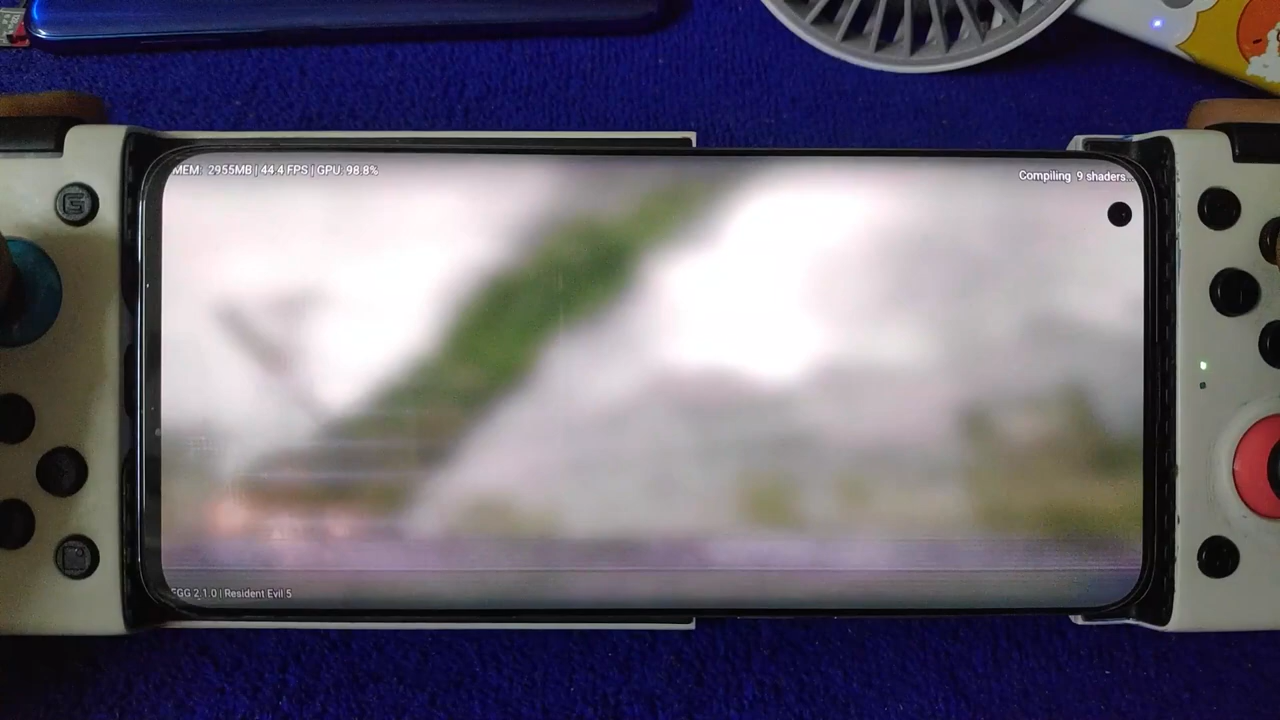 MEM: 2955MB | 44.4 FPS | GPU 98.8%
Compiling 9 shaders...
EGG 2.1.0 | Resident Evil 5